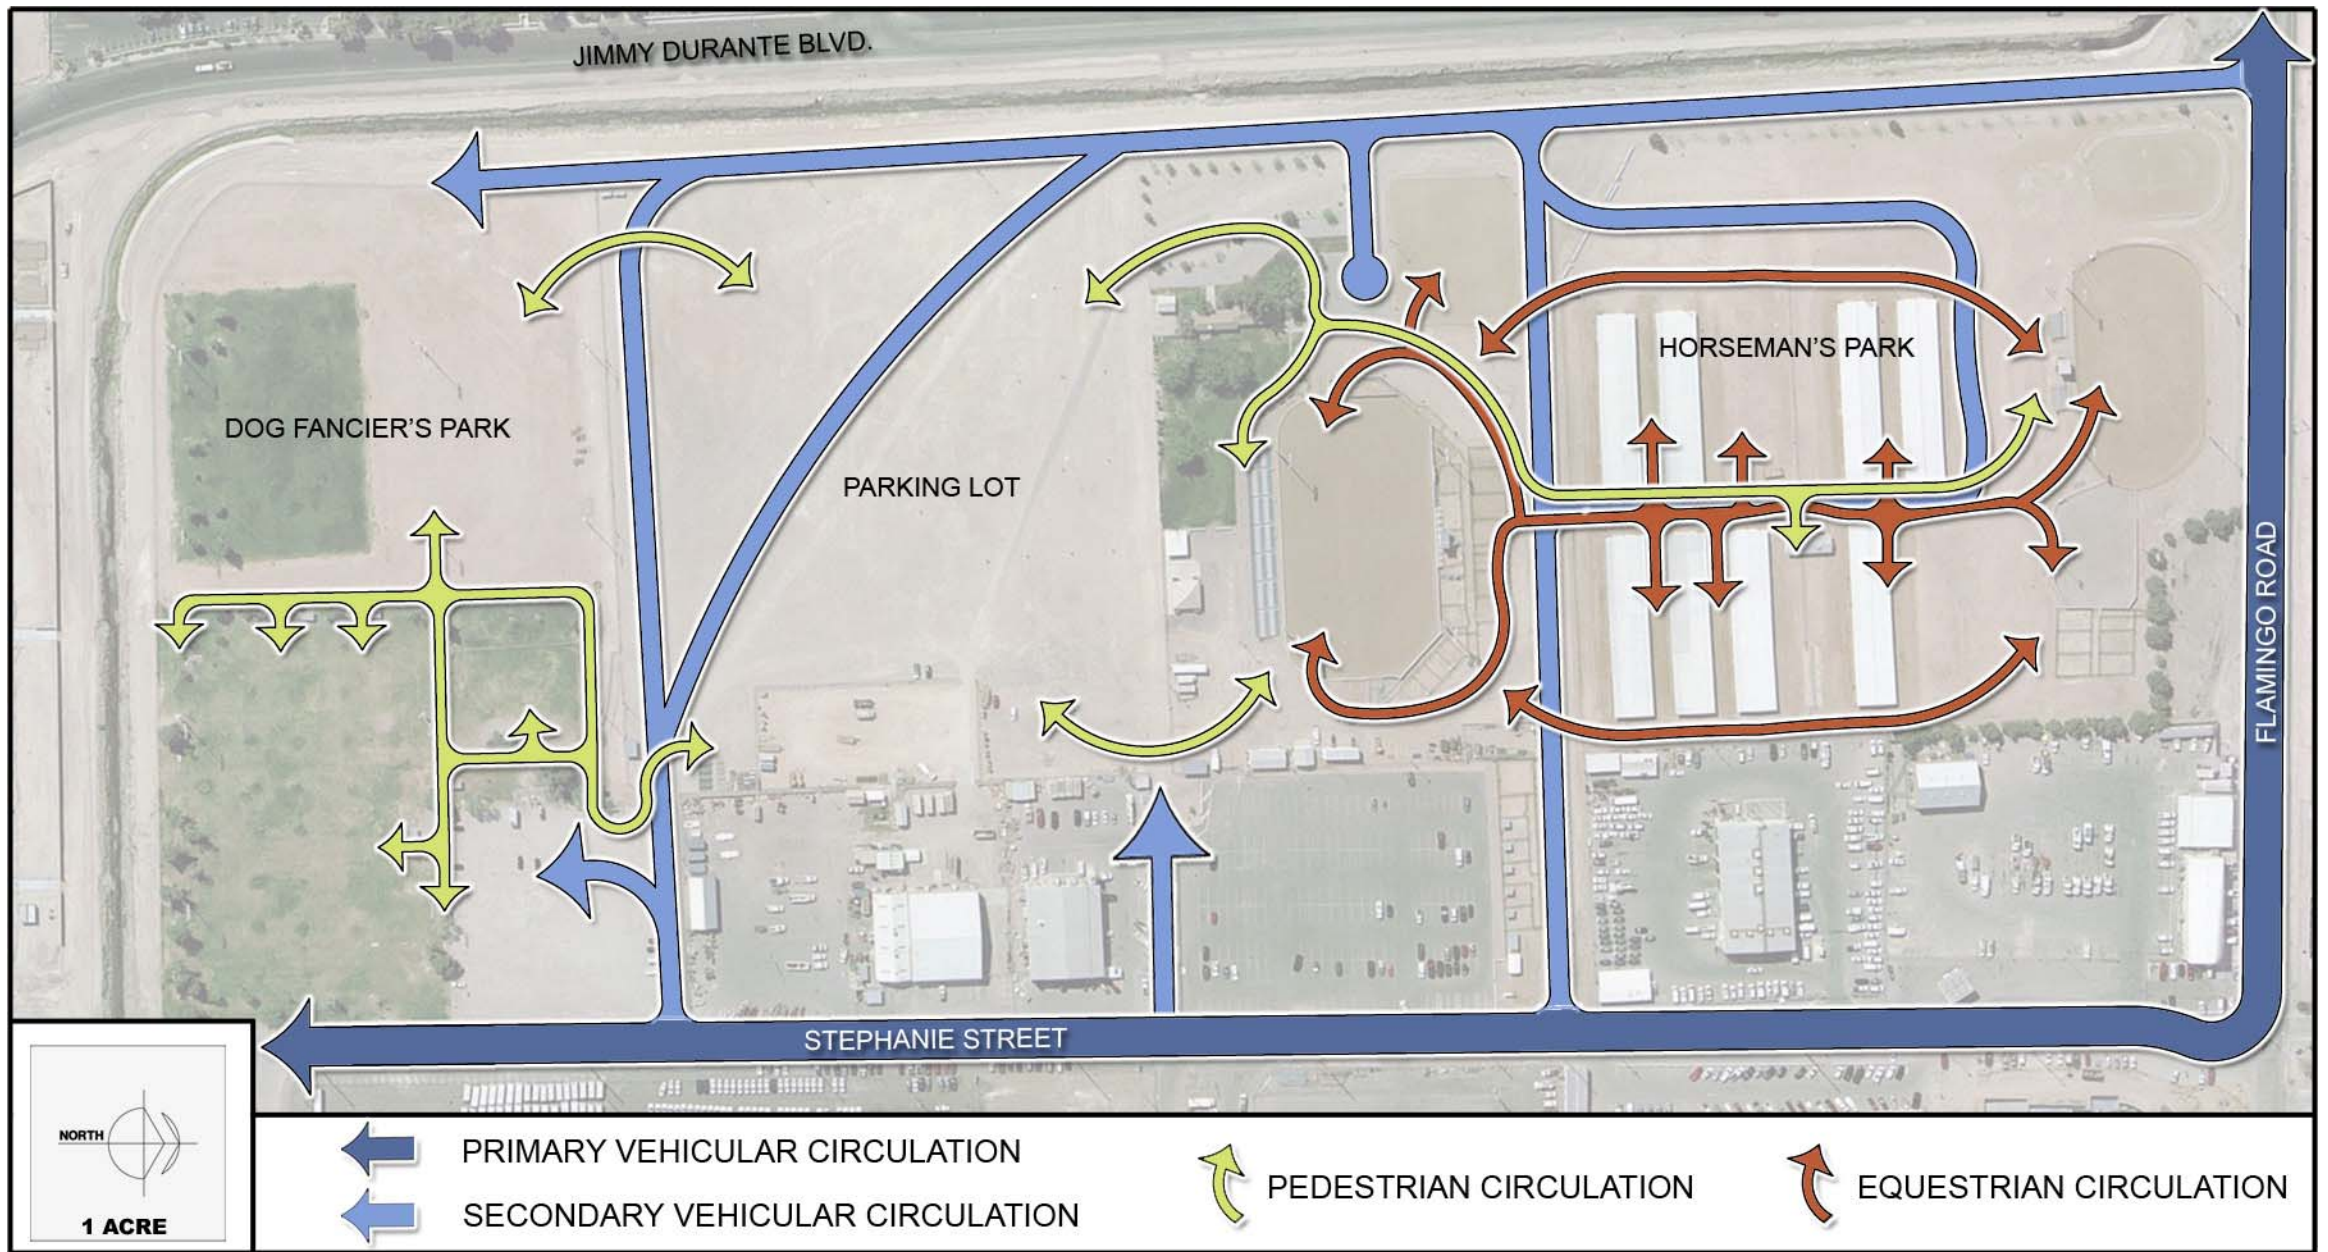 JIMMY DURANTE BLVD.
HORSEMAN'S PARK
DOG FANCIER'S PARK
PARKING LOT
FLAMINGO ROAD
STEPHANIE STREET
NORTH
1 ACRE
PRIMARY VEHICULAR CIRCULATION
SECONDARY VEHICULAR CIRCULATION
PEDESTRIAN CIRCULATION
EQUESTRIAN CIRCULATION